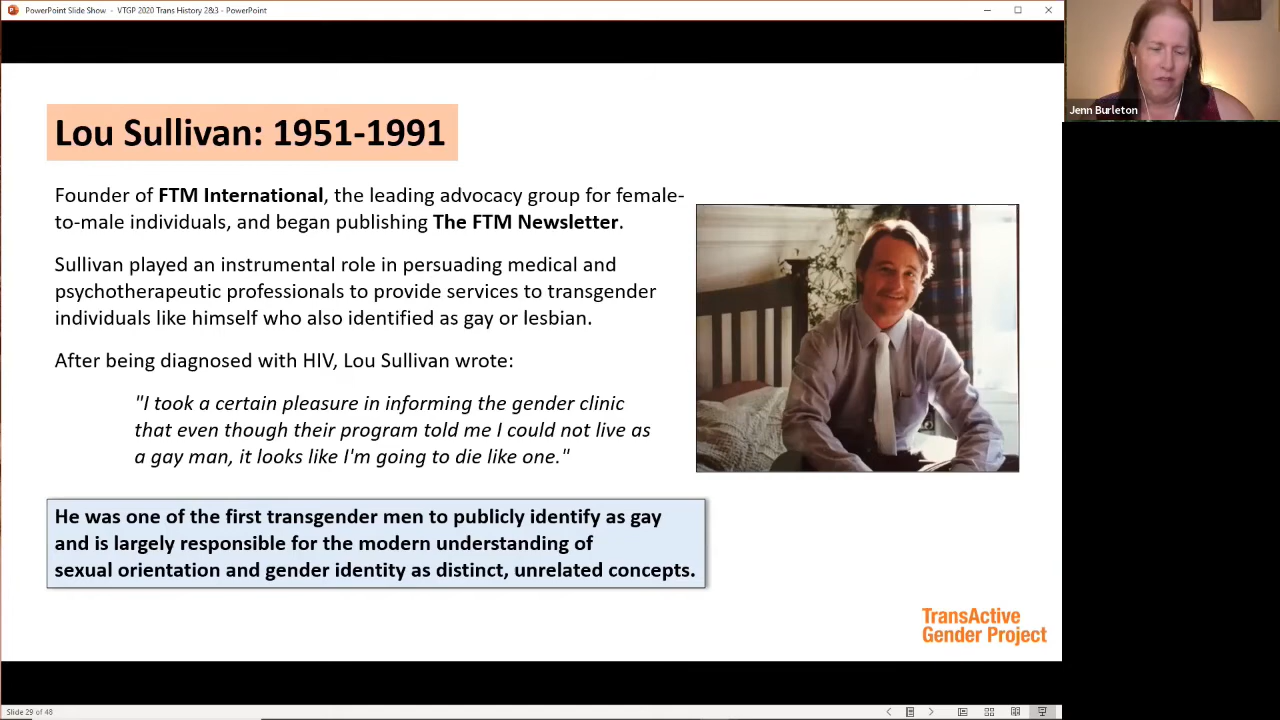 PowerPoint Slide Show - VTGP 2020 Trans History 2&3 - PowerPoint
Jenn Burleton
Lou Sullivan: 1951-1991
Founder of FTM International, the leading advocacy group for female-
to-male individuals, and began publishing The FTM Newsletter.
Sullivan played an instrumental role in persuading medical and
psychotherapeutic professionals to provide services to transgender
individuals like himself who also identified as gay or lesbian.
After being diagnosed with HIV, Lou Sullivan wrote:
"I took a certain pleasure in informing the gender clinic
that even though their program told me I could not live as
a gay man, it looks like I'm going to die like one."
He was one of the first transgender men to publicly identify as gay
and is largely responsible for the modern understanding of
sexual orientation and gender identity as distinct, unrelated concepts.
TransActive
Gender Project
Slide 29 of 48